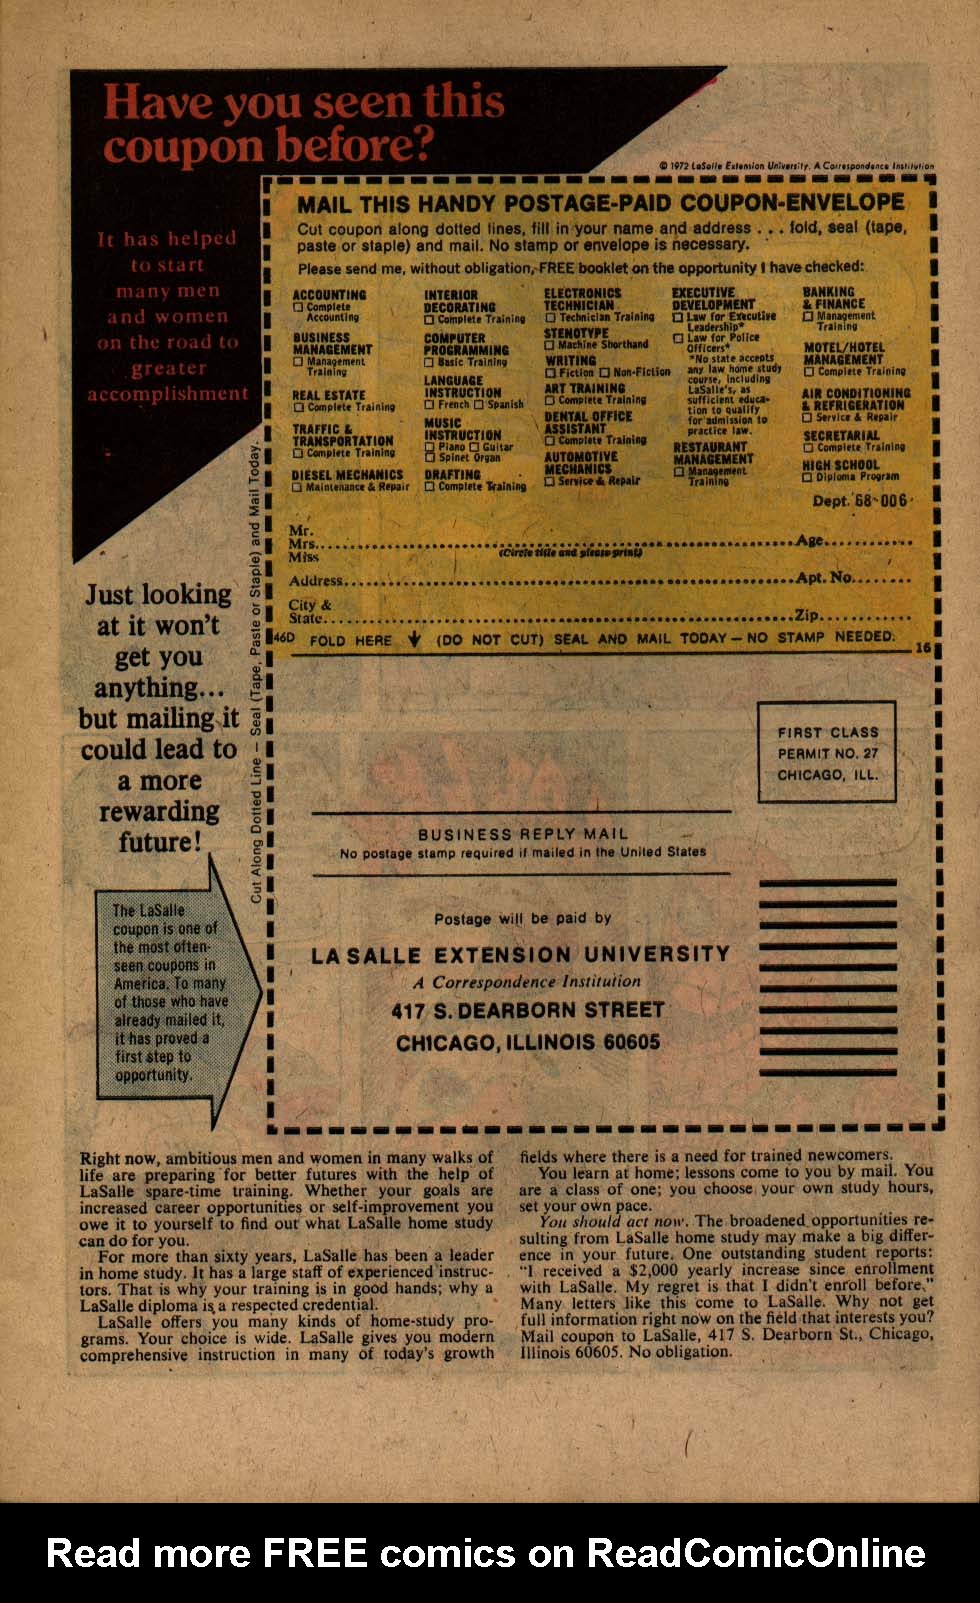 Have you seen this
coupon before?
© 1972 LaSalle Extension University. A Correspondence Institution
It has helped
to start
many men
and women
on the road to
greater
accomplishment
MAIL THIS HANDY POSTAGE-PAID COUPON-ENVELOPE
Cut coupon along dotted lines, fill in your name and address . . . fold, seal (tape,
paste or staple) and mail. No stamp or envelope is necessary.
Please send me, without obligation, FREE booklet on the opportunity I have checked:
ACCOUNTING
☐ Complete
Accounting
BUSINESS
MANAGEMENT
☐ Management
Training
REAL ESTATE
☐ Complete Training
TRAFFIC &
TRANSPORTATION
☐ Complete Training
DIESEL MECHANICS
☐ Maintenance & Repair
INTERIOR
DECORATING
☐ Complete Training
COMPUTER
PROGRAMMING
☐ Basic Training
LANGUAGE
INSTRUCTION
☐ French ☐ Spanish
MUSIC
INSTRUCTION
☐ Piano ☐ Guitar
☐ Spinet Organ
DRAFTING
☐ Complete Training
ELECTRONICS
TECHNICIAN
☐ Technician Training
STENOTYPE
☐ Machine Shorthand
WRITING
☐ Fiction ☐ Non-Fiction
ART TRAINING
☐ Complete Training
DENTAL OFFICE
ASSISTANT
☐ Complete Training
AUTOMOTIVE
MECHANICS
☐ Service & Repair
EXECUTIVE
DEVELOPMENT
☐ Law for Executive
Leadership*
☐ Law for Police
Officers*
*No state accepts
any law home study
course, including
LaSalle's, as
sufficient educa-
tion to qualify
for admission to
practice law.
RESTAURANT
MANAGEMENT
☐ Management
Training
BANKING
& FINANCE
☐ Management
Training
MOTEL/HOTEL
MANAGEMENT
☐ Complete Training
AIR CONDITIONING
& REFRIGERATION
☐ Service & Repair
SECRETARIAL
☐ Complete Training
HIGH SCHOOL
☐ Diploma Program
Dept. 68-006
Mr.
Mrs. Age
Miss (Circle title and please print)
Address Apt. No.
City &
State Zip
46D FOLD HERE (DO NOT CUT) SEAL AND MAIL TODAY — NO STAMP NEEDED.
16
Cut Along Dotted Line — Seal (Tape, Paste or Staple) and Mail Today.
Just looking
at it won't
get you
anything...
but mailing it
could lead to
a more
rewarding
future!
The LaSalle
coupon is one of
the most often-
seen coupons in
America. To many
of those who have
already mailed it,
it has proved a
first step to
opportunity.
FIRST CLASS
PERMIT NO. 27
CHICAGO, ILL.
BUSINESS REPLY MAIL
No postage stamp required if mailed in the United States
Postage will be paid by
LA SALLE EXTENSION UNIVERSITY
A Correspondence Institution
417 S. DEARBORN STREET
CHICAGO, ILLINOIS 60605
Right now, ambitious men and women in many walks of
life are preparing for better futures with the help of
LaSalle spare-time training. Whether your goals are
increased career opportunities or self-improvement you
owe it to yourself to find out what LaSalle home study
can do for you.
For more than sixty years, LaSalle has been a leader
in home study. It has a large staff of experienced instruc-
tors. That is why your training is in good hands; why a
LaSalle diploma is a respected credential.
LaSalle offers you many kinds of home-study pro-
grams. Your choice is wide. LaSalle gives you modern
comprehensive instruction in many of today's growth
fields where there is a need for trained newcomers.
You learn at home; lessons come to you by mail. You
are a class of one; you choose your own study hours,
set your own pace.
You should act now. The broadened opportunities re-
sulting from LaSalle home study may make a big differ-
ence in your future. One outstanding student reports:
"I received a $2,000 yearly increase since enrollment
with LaSalle. My regret is that I didn't enroll before."
Many letters like this come to LaSalle. Why not get
full information right now on the field that interests you?
Mail coupon to LaSalle, 417 S. Dearborn St., Chicago,
Illinois 60605. No obligation.
Read more FREE comics on ReadComicOnline